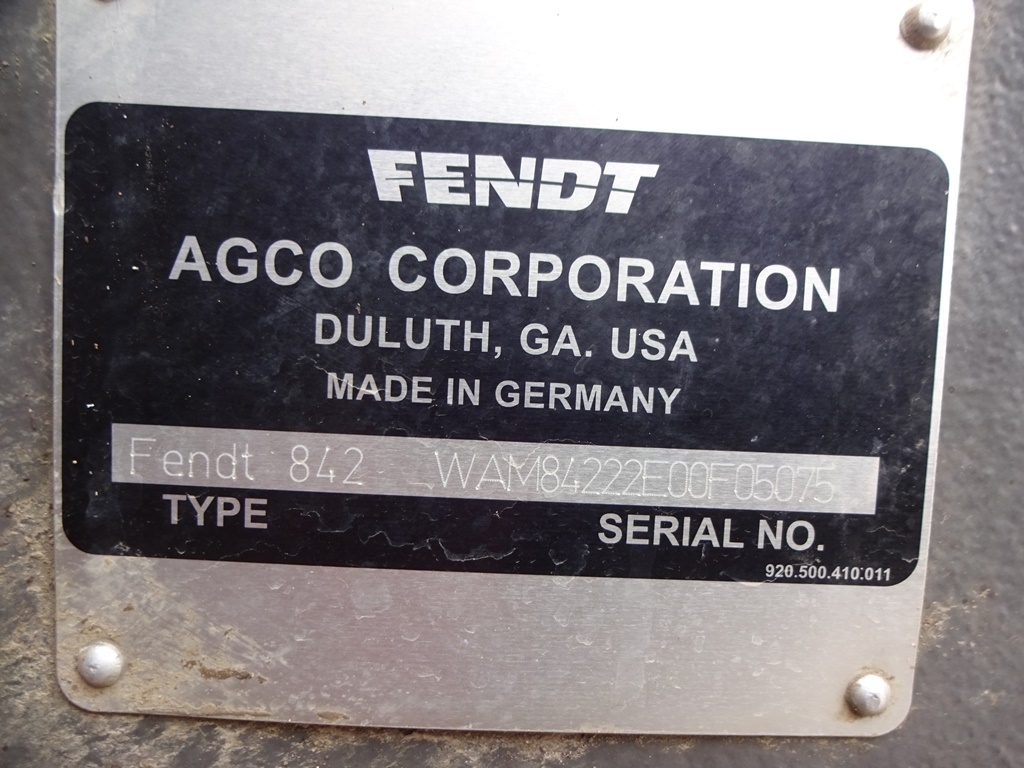 FENDT
AGCO CORPORATION
DULUTH, GA. USA
MADE IN GERMANY
Fendt 842 WAM84222E00F05075
TYPE SERIAL NO.
920.500.410.011